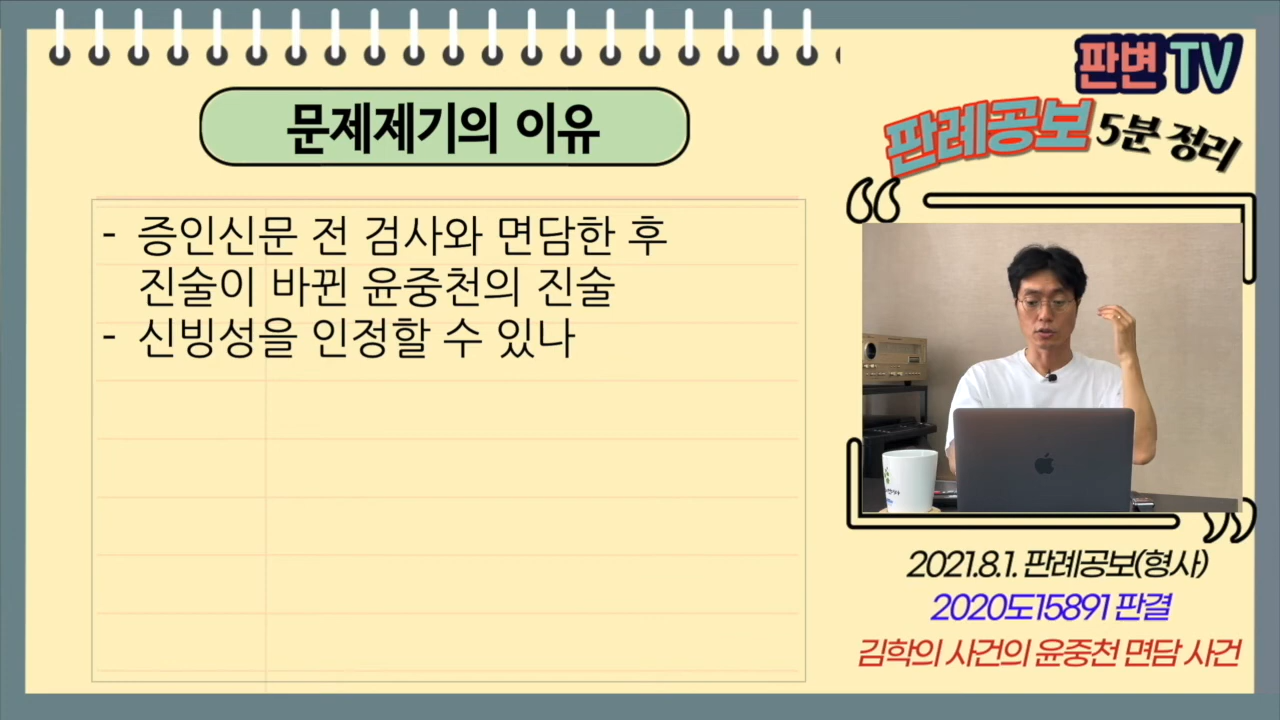 판변 TV
판례공보 5분 정리
문제제기의 이유
- 증인신문 전 검사와 면담한 후
진술이 바뀐 윤중천의 진술
- 신빙성을 인정할 수 있나
2021.8.1. 판례공보(형사)
2020도15891 판결
김학의 사건의 윤중천 면담 사건